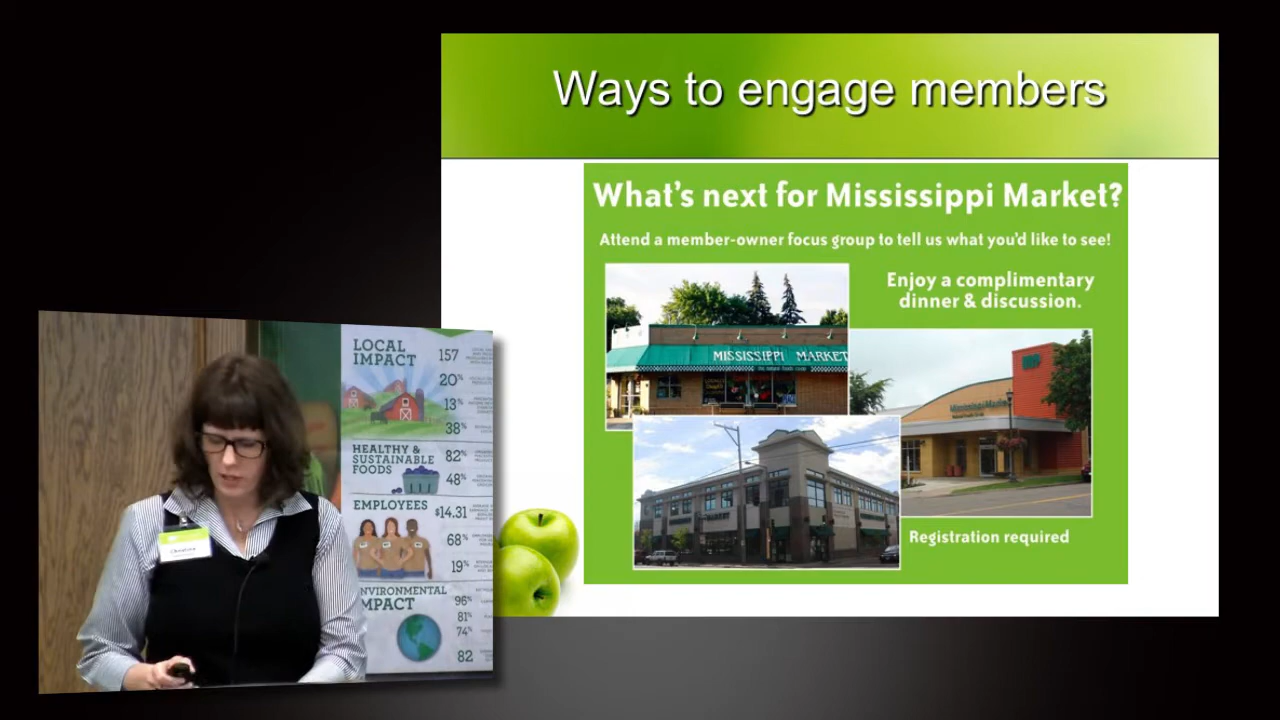 Ways to engage members
What's next for Mississippi Market?
Attend a member-owner focus group to tell us what you'd like to see!
Enjoy a complimentary
dinner & discussion.
MISSISSIPPI MARKET
Mississippi Market
Registration required
LOCAL
IMPACT
157
20%
13%
38%
HEALTHY &
SUSTAINABLE
FOODS
82%
48%
EMPLOYEES
$14.31
68%
19%
ENVIRONMENTAL
IMPACT
96%
81%
74%
82